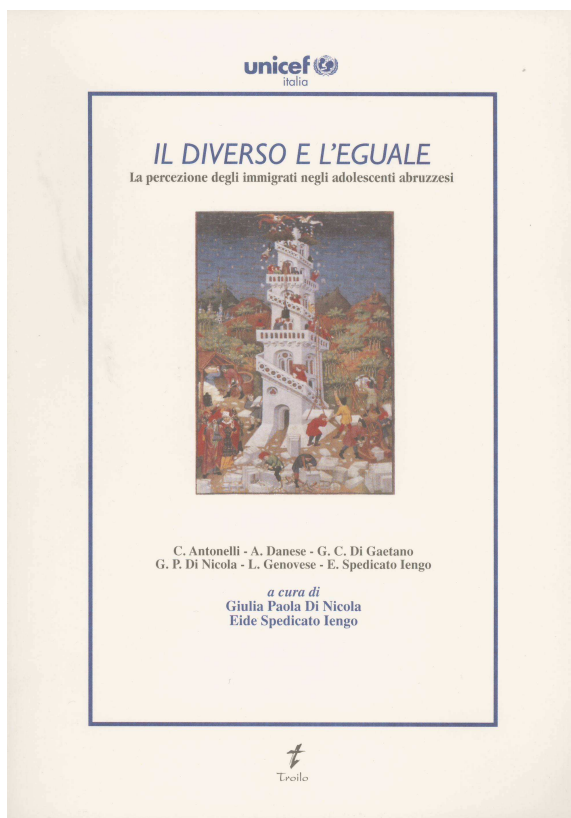 unicef
italia
IL DIVERSO E L'EGUALE
La percezione degli immigrati negli adolescenti abruzzesi
C. Antonelli - A. Danese - G. C. Di Gaetano
G. P. Di Nicola - L. Genovese - E. Spedicato Iengo
a cura di
Giulia Paola Di Nicola
Eide Spedicato Iengo
t
Troilo